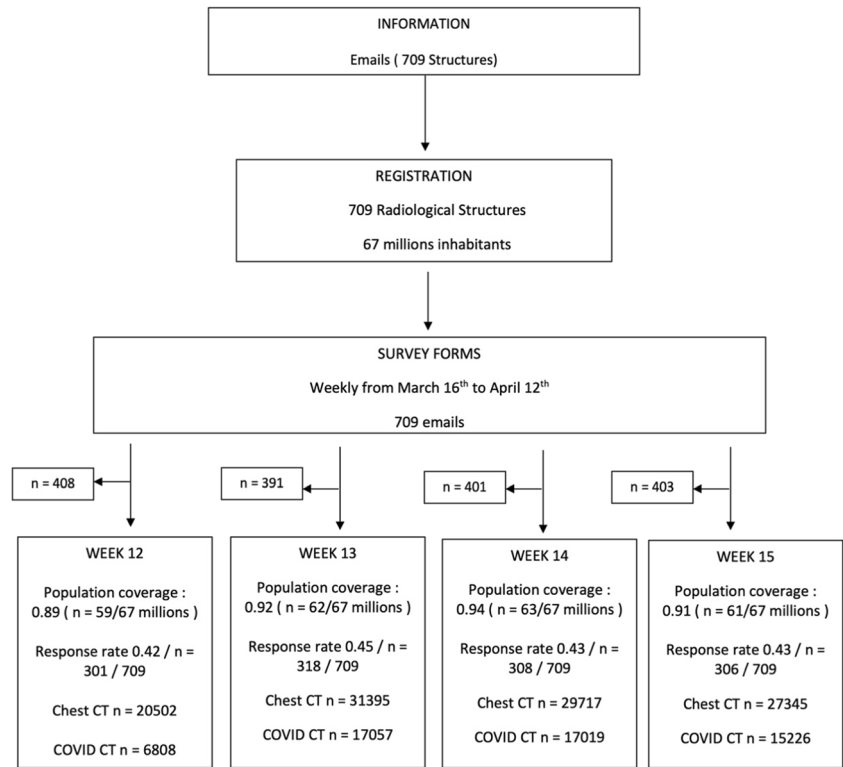 INFORMATION
Emails ( 709 Structures)
REGISTRATION
709 Radiological Structures
67 millions inhabitants
SURVEY FORMS
Weekly from March 16th to April 12th
709 emails
n = 408
n = 391
n = 401
n = 403
WEEK 12
Population coverage :
0.89 ( n = 59/67 millions )
Response rate 0.42 / n =
301 / 709
Chest CT n = 20502
COVID CT n = 6808
WEEK 13
Population coverage :
0.92 ( n = 62/67 millions )
Response rate 0.45 / n =
318 / 709
Chest CT n = 31395
COVID CT n = 17057
WEEK 14
Population coverage :
0.94 ( n = 63/67 millions )
Response rate 0.43 / n =
308 / 709
Chest CT n = 29717
COVID CT n = 17019
WEEK 15
Population coverage :
0.91 ( n = 61/67 millions )
Response rate 0.43 / n =
306 / 709
Chest CT n = 27345
COVID CT n = 15226